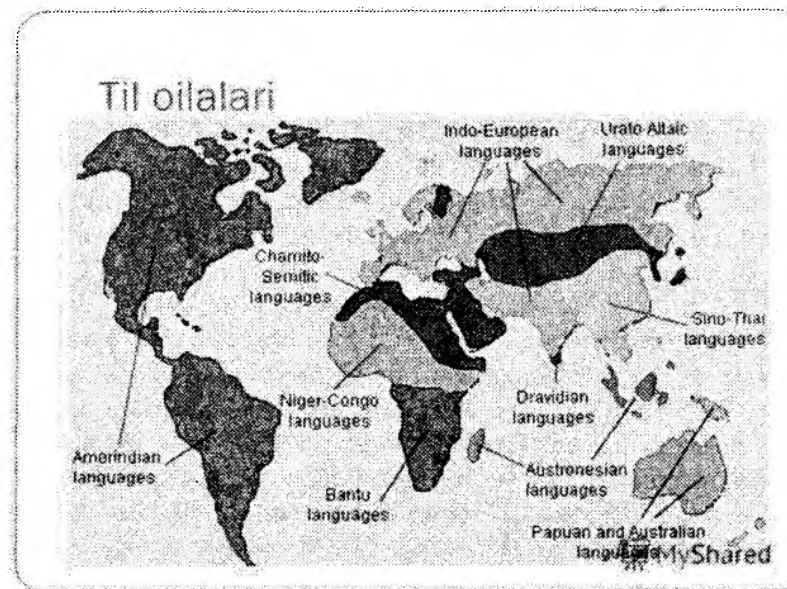 Til oilalari
Indo-European
languages
Uralo-Altaic
languages
Chamito-
Semitic
languages
Sino-Thai
languages
Niger-Congo
languages
Dravidian
languages
Amerindian
languages
Austronesian
languages
Bantu
languages
Papuan and Australian
languages
MyShared